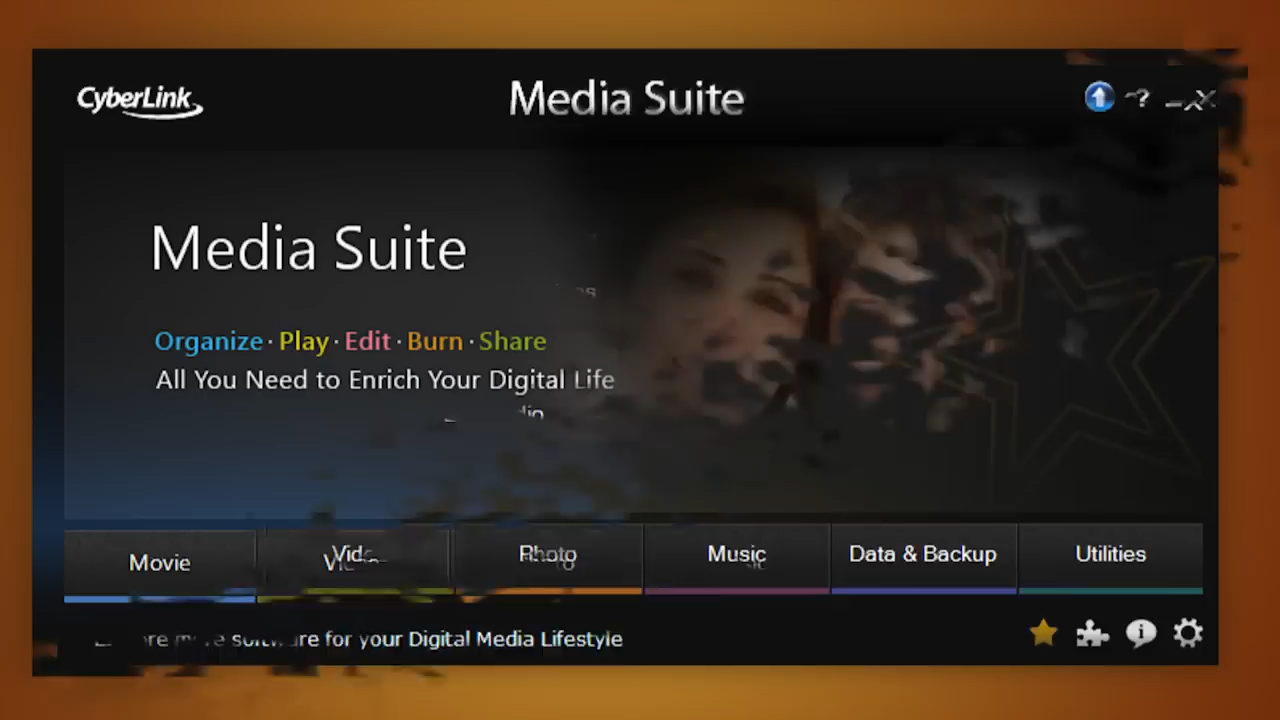 CyberLink
Media Suite
?
Media Suite
Organize · Play · Edit · Burn · Share
All You Need to Enrich Your Digital Life
Movie
Photo
Music
Data & Backup
Utilities
software for your Digital Media Lifestyle